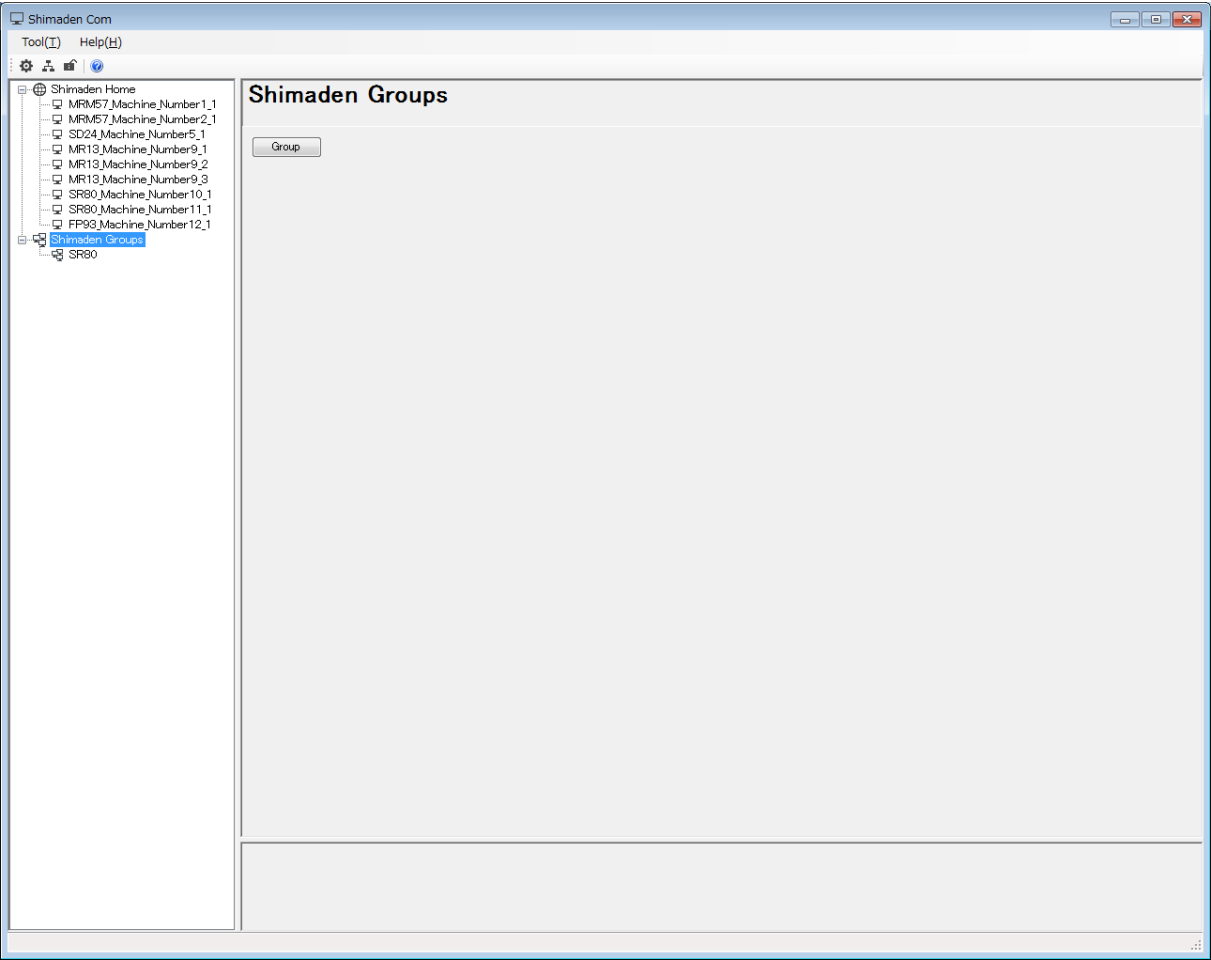 Shimaden Com
Tool(T) Help(H)
Shimaden Home
MRM57_Machine_Number1_1
MRM57_Machine_Number2_1
SD24_Machine_Number5_1
MR13_Machine_Number9_1
MR13_Machine_Number9_2
MR13_Machine_Number9_3
SR80_Machine_Number10_1
SR80_Machine_Number11_1
FP93_Machine_Number12_1
Shimaden Groups
SR80
Shimaden Groups
Group